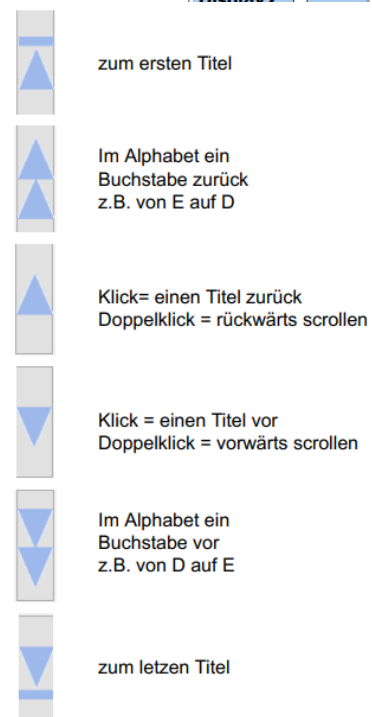 zum ersten Titel
Im Alphabet ein
Buchstabe zurück
z.B. von E auf D
Klick= einen Titel zurück
Doppelklick = rückwärts scrollen
Klick = einen Titel vor
Doppelklick = vorwärts scrollen
Im Alphabet ein
Buchstabe vor
z.B. von D auf E
zum letzen Titel